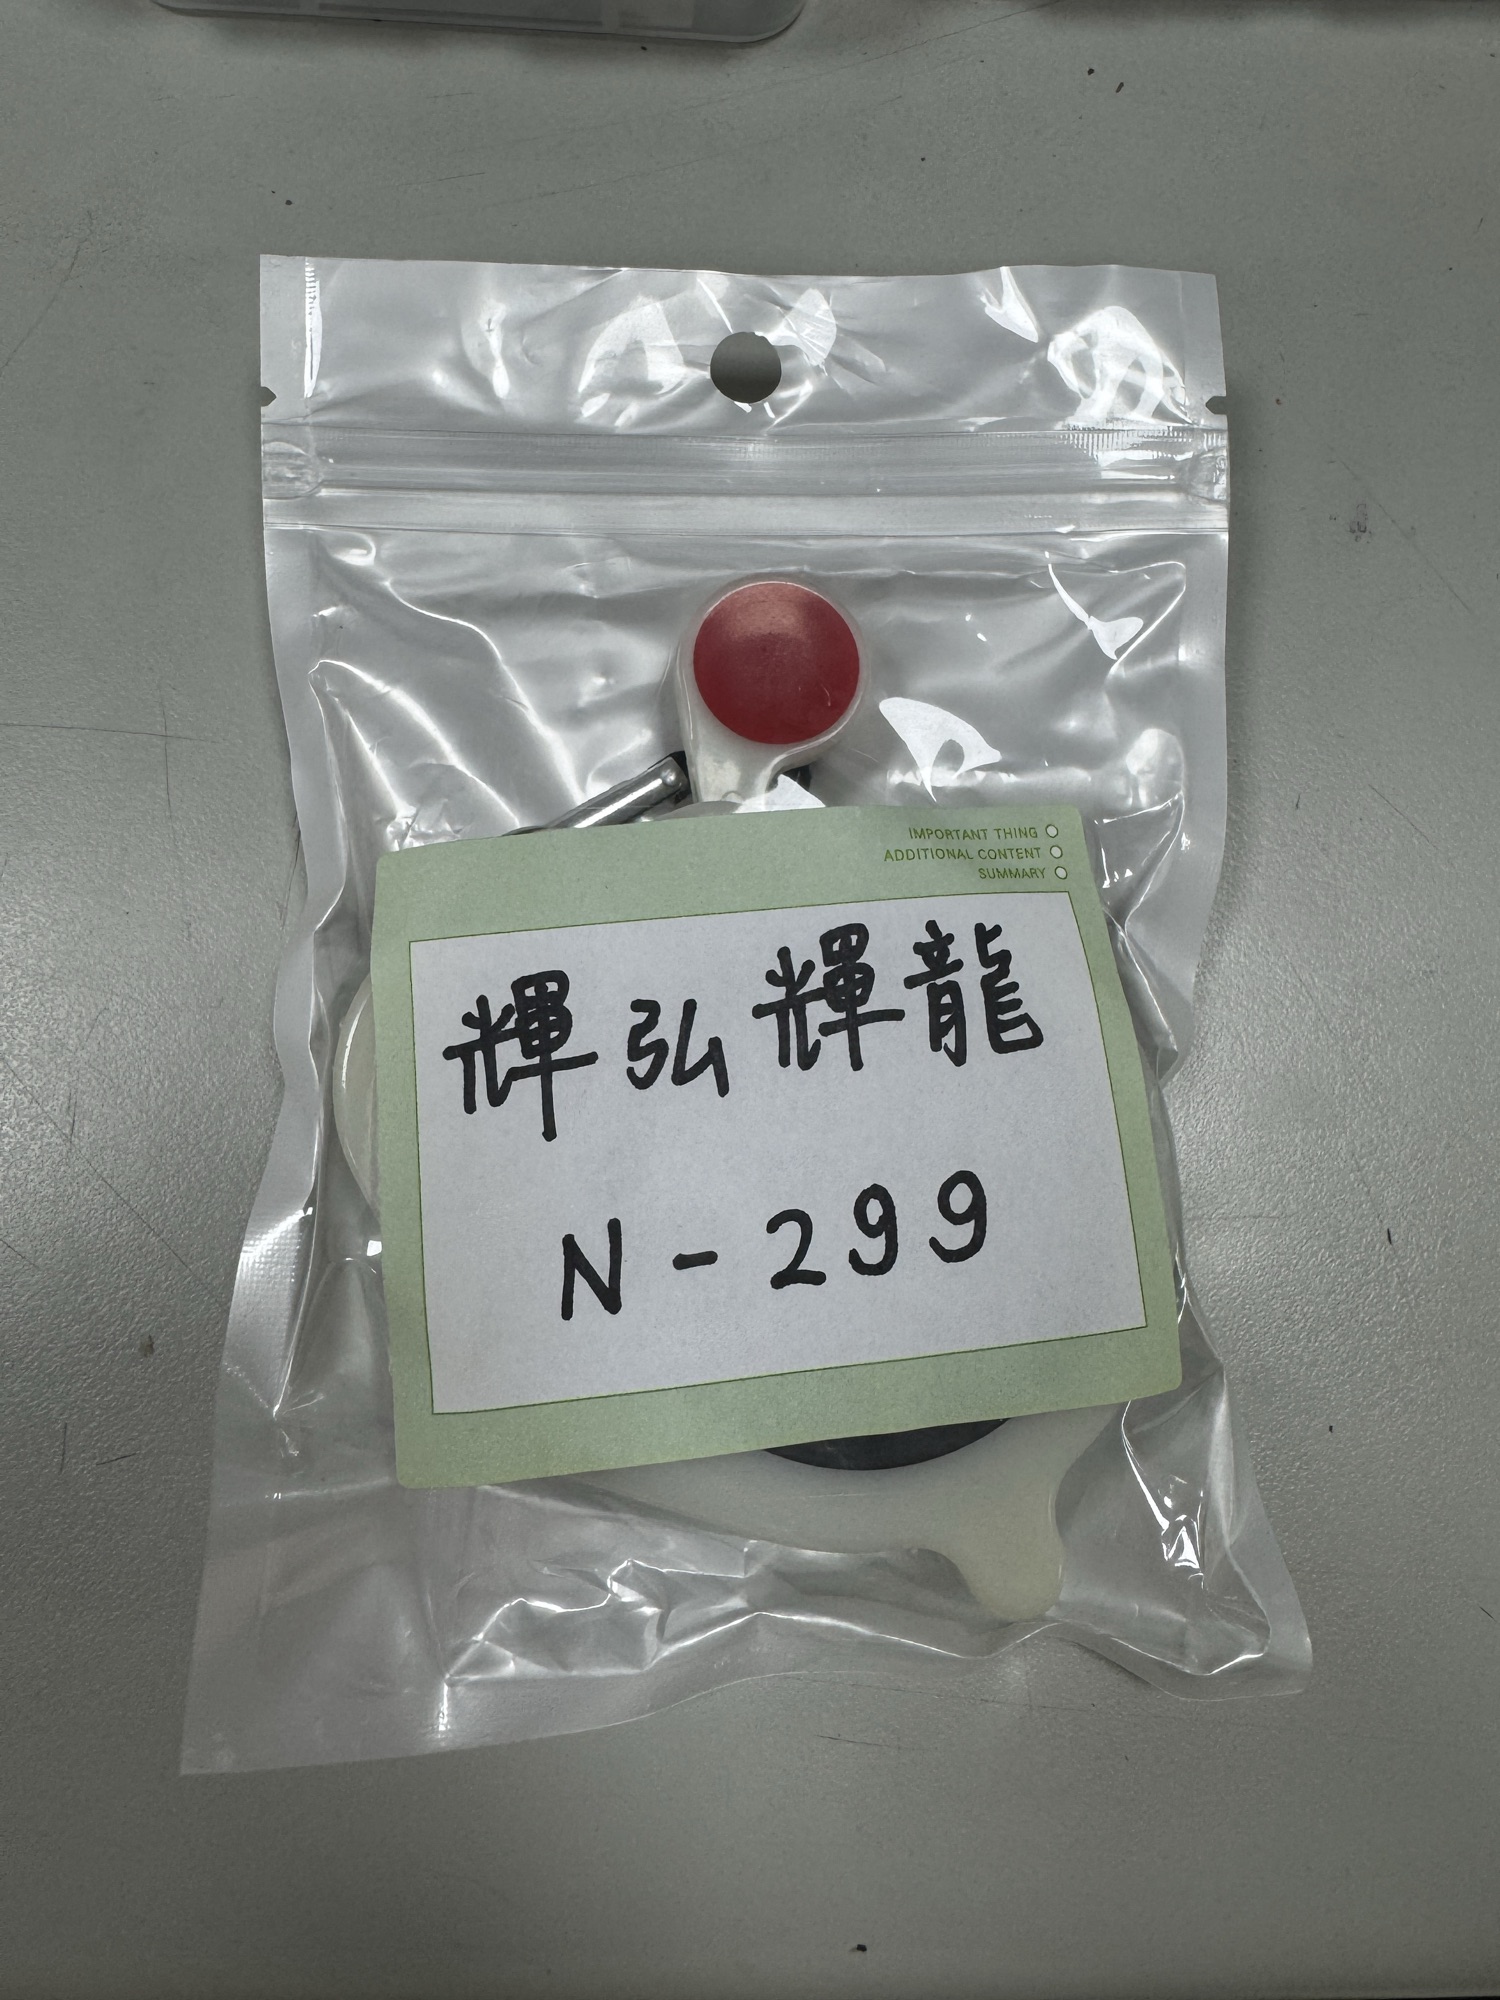 IMPORTANT THING
ADDITIONAL CONTENT
SUMMARY
輝弘輝龍
N-299